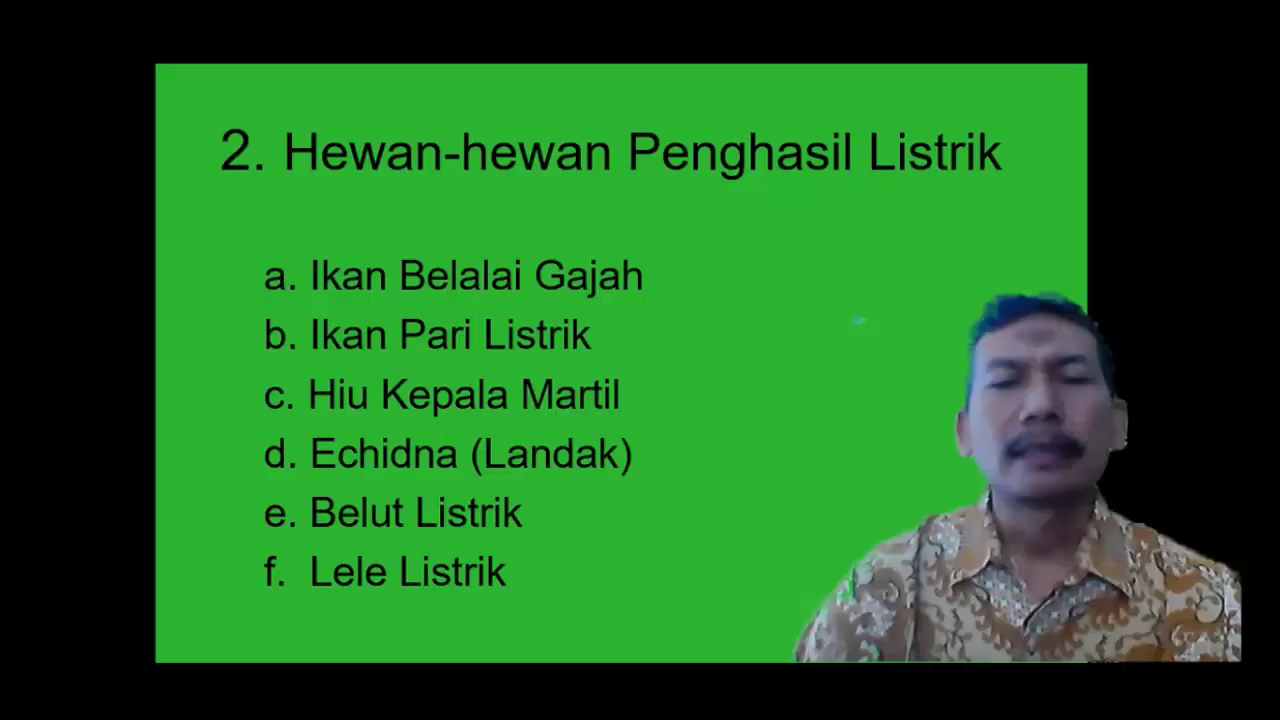 2. Hewan-hewan Penghasil Listrik
a. Ikan Belalai Gajah
b. Ikan Pari Listrik
c. Hiu Kepala Martil
d. Echidna (Landak)
e. Belut Listrik
f. Lele Listrik